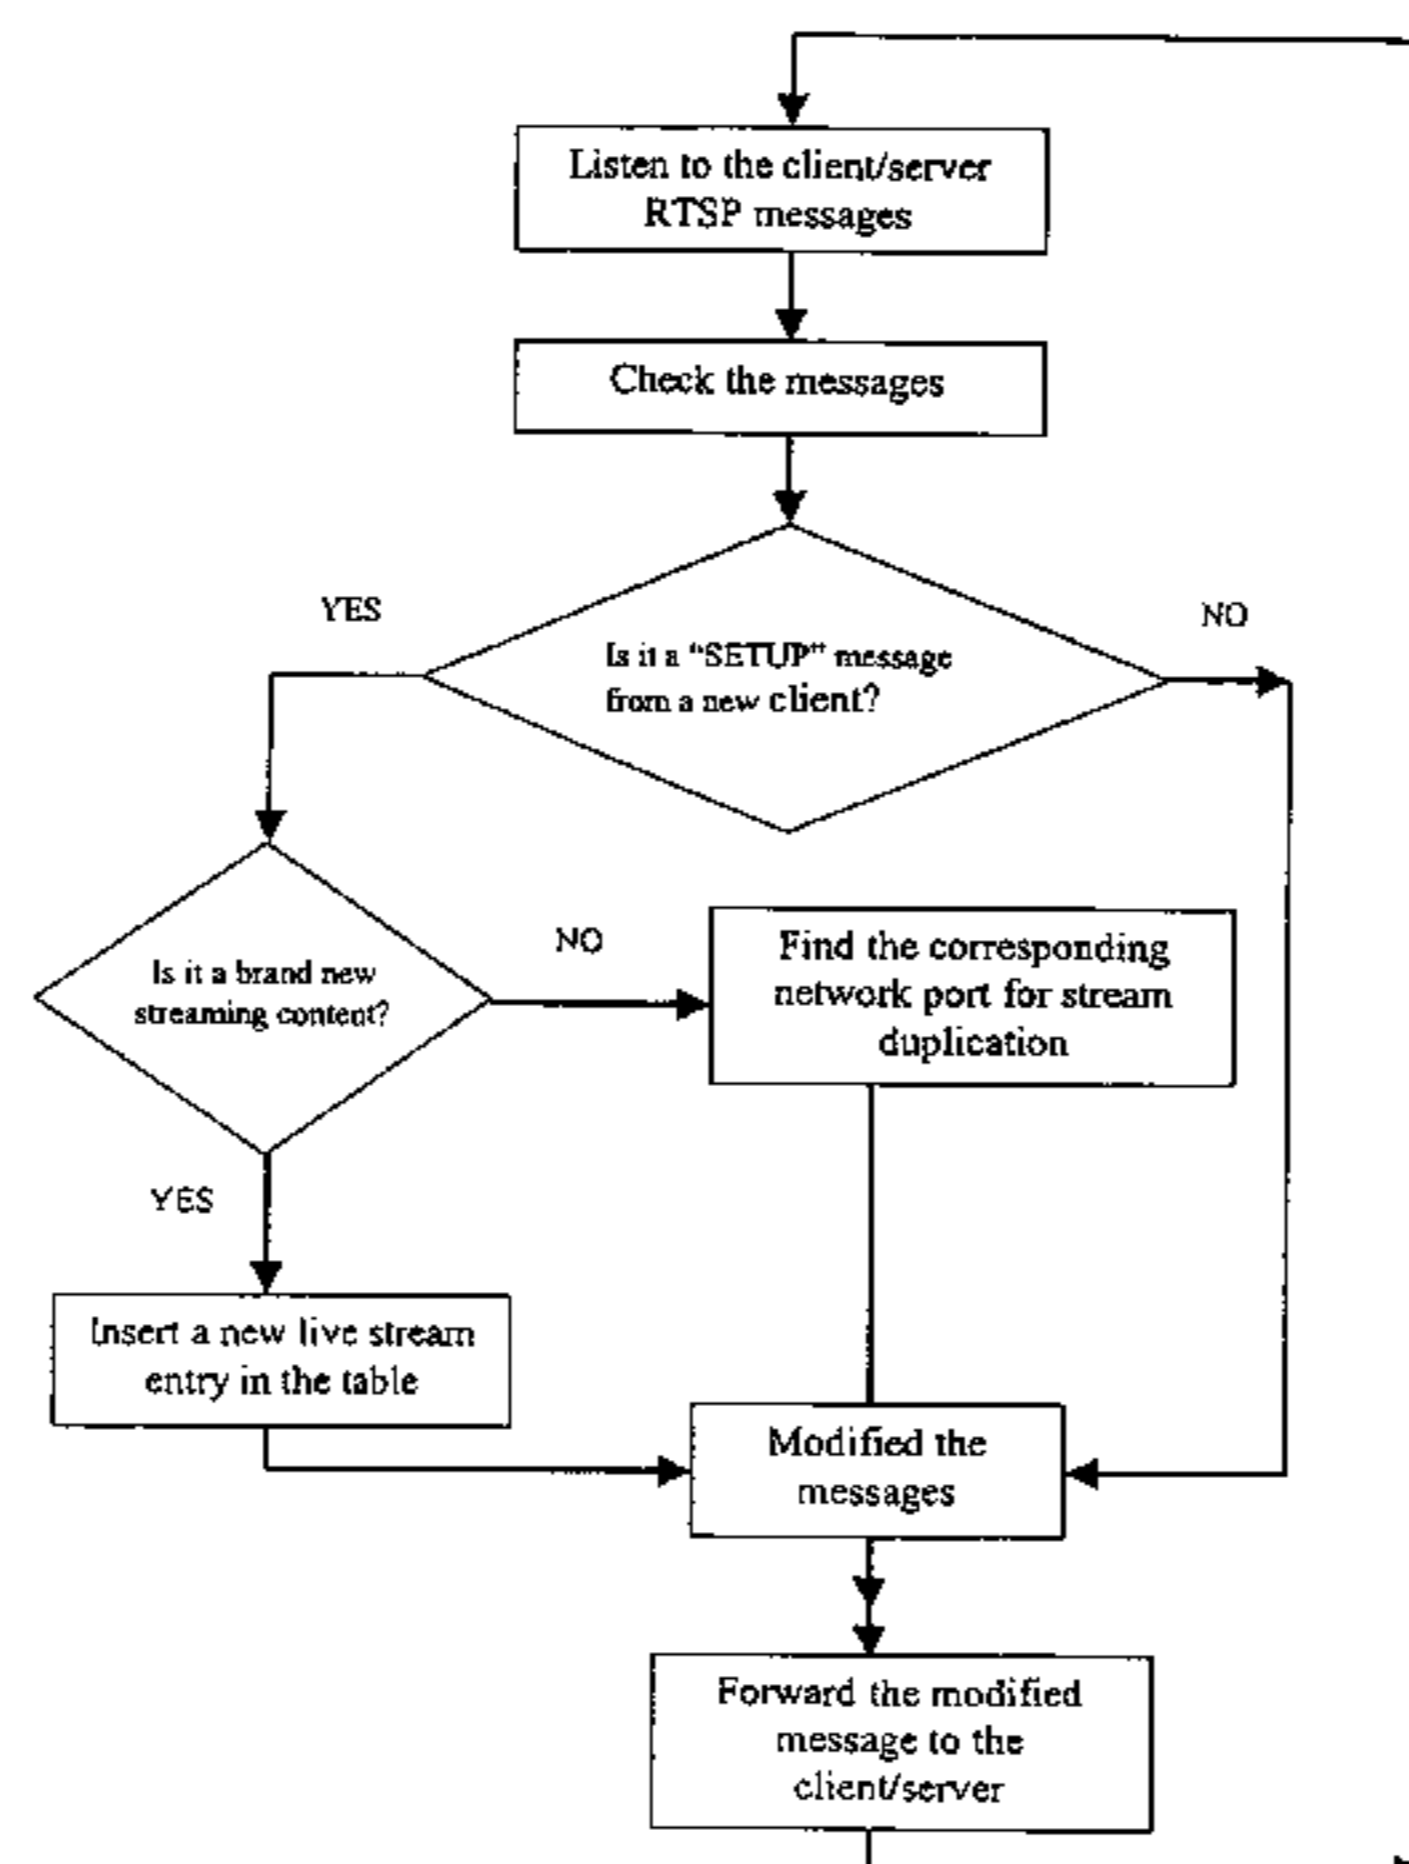 Listen to the client/server
RTSP messages
Check the messages
YES
NO
Is it a "SETUP" message
from a new client?
NO
Is it a brand new
streaming content?
Find the corresponding
network port for stream
duplication
YES
Insert a new live stream
entry in the table
Modified the
messages
Forward the modified
message to the
client/server